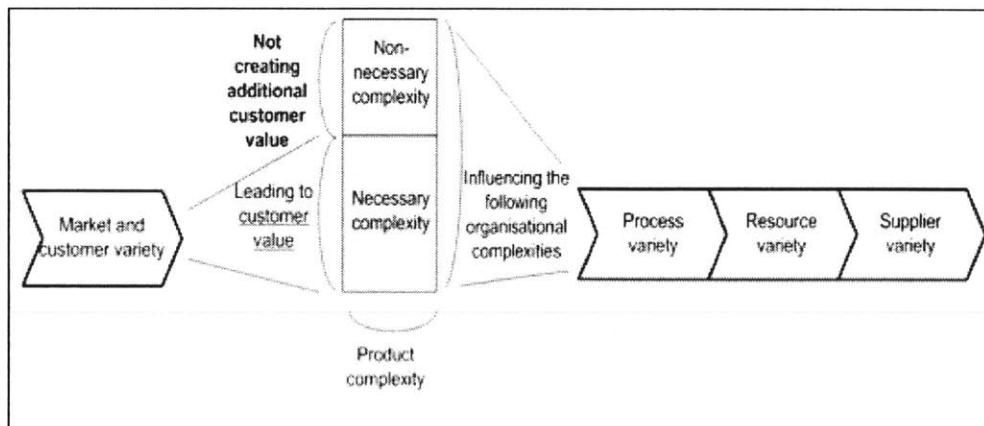 Not
creating
additional
customer
value
Non-
necessary
complexity
Market and
customer variety
Leading to
customer
value
Necessary
complexity
Influencing the
following
organisational
complexities
Process
variety
Resource
variety
Supplier
variety
Product
complexity